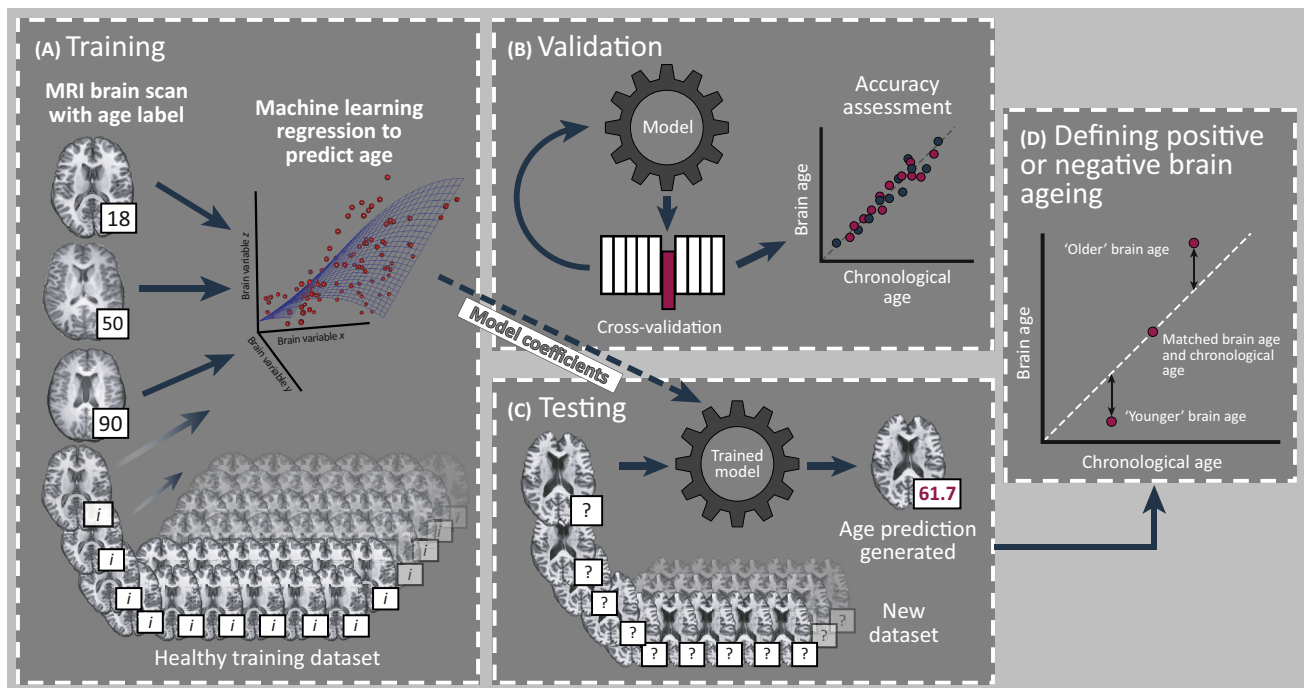 (A) Training
MRI brain scan
with age label
18
50
90
i
i
i
i
i
i
i
i
i
i
i
i
i
Healthy training dataset
Machine learning
regression to
predict age
Brain variable z
Brain variable x
Brain variable y
Model coefficients
(B) Validation
Model
Cross-validation
Accuracy
assessment
Brain age
Chronological
age
(C) Testing
?
?
?
?
?
?
?
?
?
?
Trained
model
61.7
Age prediction
generated
New
dataset
(D) Defining positive
or negative brain
ageing
Brain age
‘Older’ brain age
Matched brain age
and chronological
age
‘Younger’ brain age
Chronological age